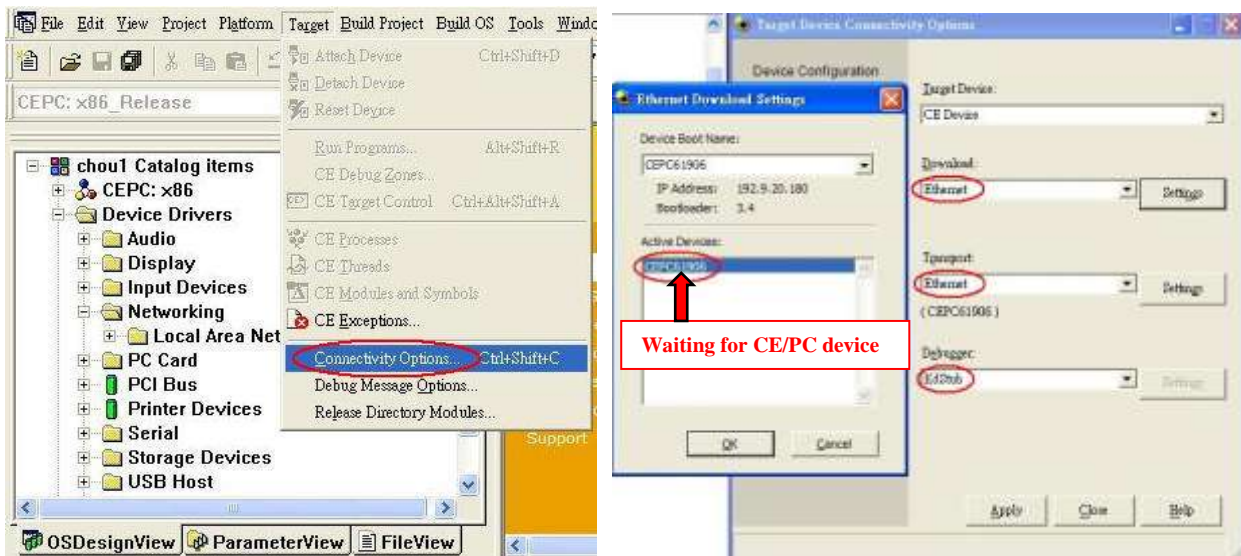 File Edit View Project Platform Target Build Project Build OS Tools Windo
CEPC: x86_Release
Attach Device Ctrl+Shift+D
Detach Device
Reset Device
Run Programs... Alt+Shift+R
CE Debug Zones...
CE Target Control Ctrl+Alt+Shift+A
CE Processes
CE Threads
CE Modules and Symbols
CE Exceptions...
Connectivity Options... Ctrl+Shift+C
Debug Message Options...
Release Directory Modules...
chou1 Catalog items
CEPC: x86
Device Drivers
Audio
Display
Input Devices
Networking
Local Area Net
PC Card
PCI Bus
Printer Devices
Serial
Storage Devices
USB Host
Support
OSDesignView ParameterView FileView
Target Device Connectivity Options
Device Configuration
Target Device:
CE Device
Download:
Ethernet Settings
Transport:
Ethernet Settings
(CEPC61906)
Debugger:
KdStub Settings
Apply Close Help
Ethernet Download Settings
Device Boot Name:
CEPC61906
IP Address: 192.9.20.180
Bootloader: 3.4
Active Devices:
CEPC61906
Waiting for CE/PC device
OK Cancel